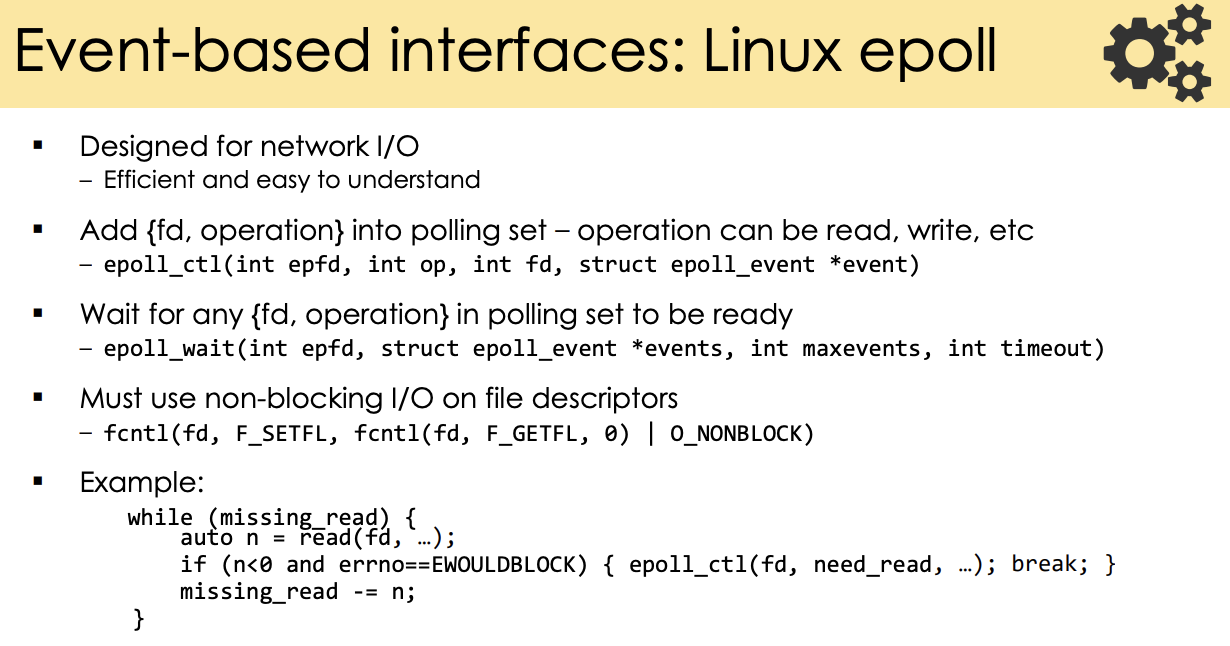 Event-based interfaces: Linux epoll
▪ Designed for network I/O
– Efficient and easy to understand
▪ Add {fd, operation} into polling set – operation can be read, write, etc
– epoll_ctl(int epfd, int op, int fd, struct epoll_event *event)
▪ Wait for any {fd, operation} in polling set to be ready
– epoll_wait(int epfd, struct epoll_event *events, int maxevents, int timeout)
▪ Must use non-blocking I/O on file descriptors
– fcntl(fd, F_SETFL, fcntl(fd, F_GETFL, 0) | O_NONBLOCK)
▪ Example:
while (missing_read) {
auto n = read(fd, …);
if (n<0 and errno==EWOULDBLOCK) { epoll_ctl(fd, need_read, …); break; }
missing_read -= n;
}